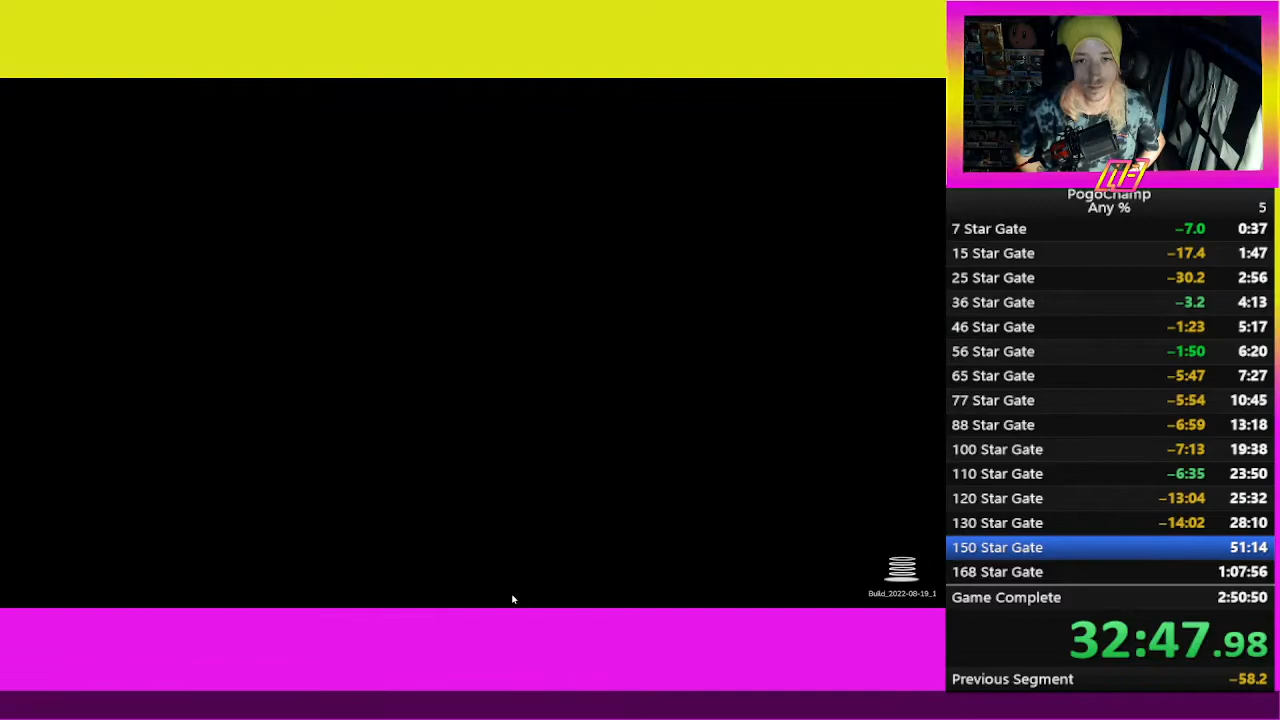 PogoChamp
Any % 5
7 Star Gate −7.0 0:37
15 Star Gate −17.4 1:47
25 Star Gate −30.2 2:56
36 Star Gate −3.2 4:13
46 Star Gate −1:23 5:17
56 Star Gate −1:50 6:20
65 Star Gate −5:47 7:27
77 Star Gate −5:54 10:45
88 Star Gate −6:59 13:18
100 Star Gate −7:13 19:38
110 Star Gate −6:35 23:50
120 Star Gate −13:04 25:32
130 Star Gate −14:02 28:10
150 Star Gate 51:14
168 Star Gate 1:07:56
Game Complete 2:50:50
32:47.98
Previous Segment −58.2
Build_2022-08-19_1